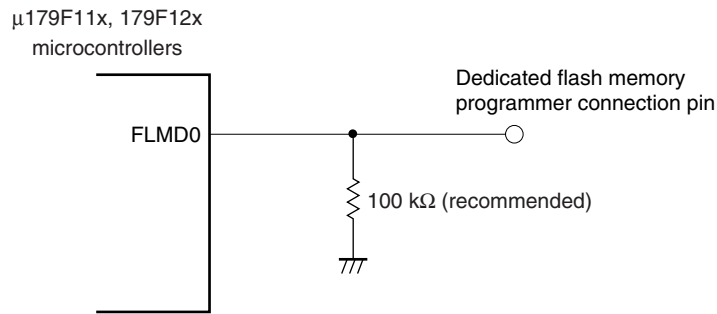 μ179F11x, 179F12x
microcontrollers
Dedicated flash memory
programmer connection pin
FLMD0
100 kΩ (recommended)